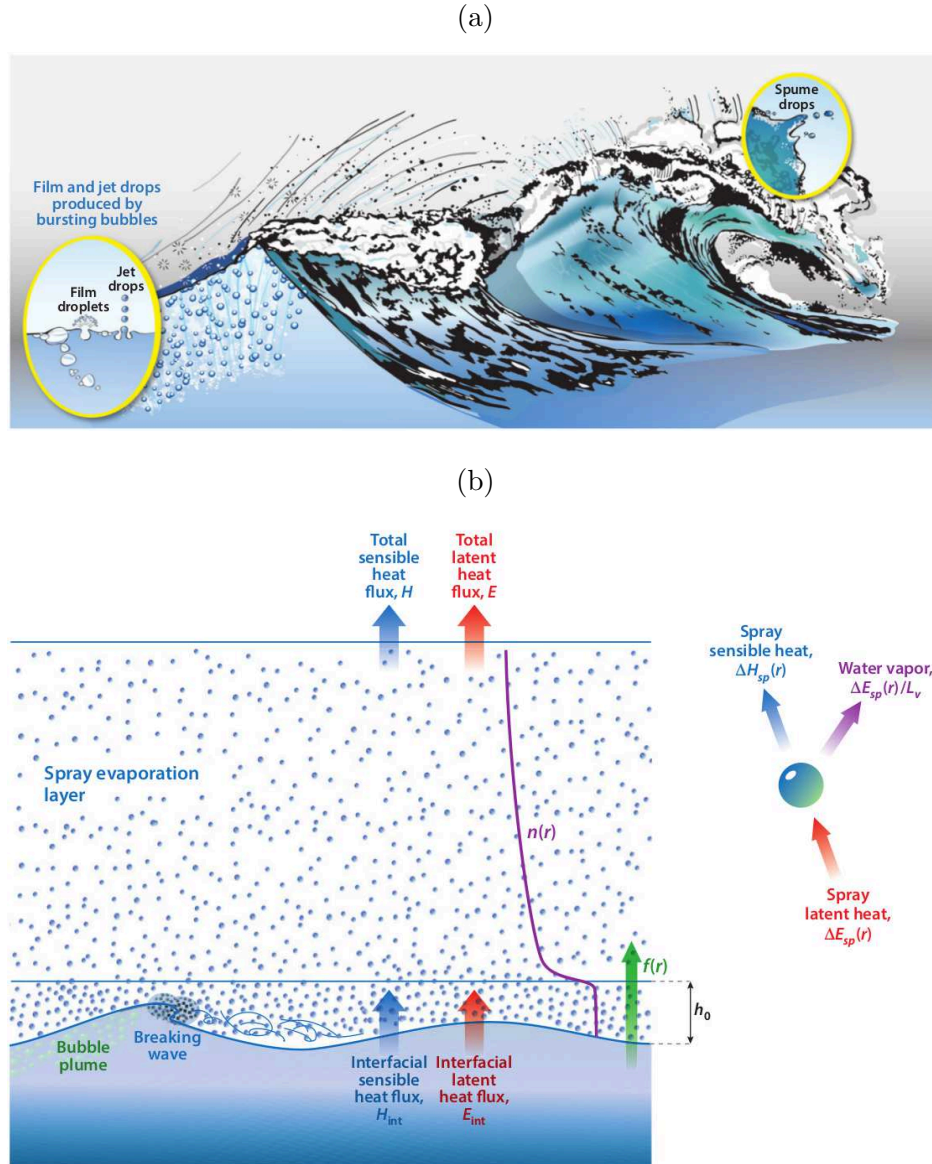 (a)
Spume
drops
Film and jet drops
produced by
bursting bubbles
Jet
drops
Film
droplets
(b)
Total
sensible
heat
flux, H
Total
latent
heat
flux, E
Spray
sensible heat,
ΔH_sp(r)
Water vapor,
ΔE_sp(r)/L_v
Spray evaporation
layer
n(r)
Spray
latent heat,
ΔE_sp(r)
f(r)
h_0
Bubble
plume
Breaking
wave
Interfacial
sensible
heat flux,
H_int
Interfacial
latent
heat flux,
E_int